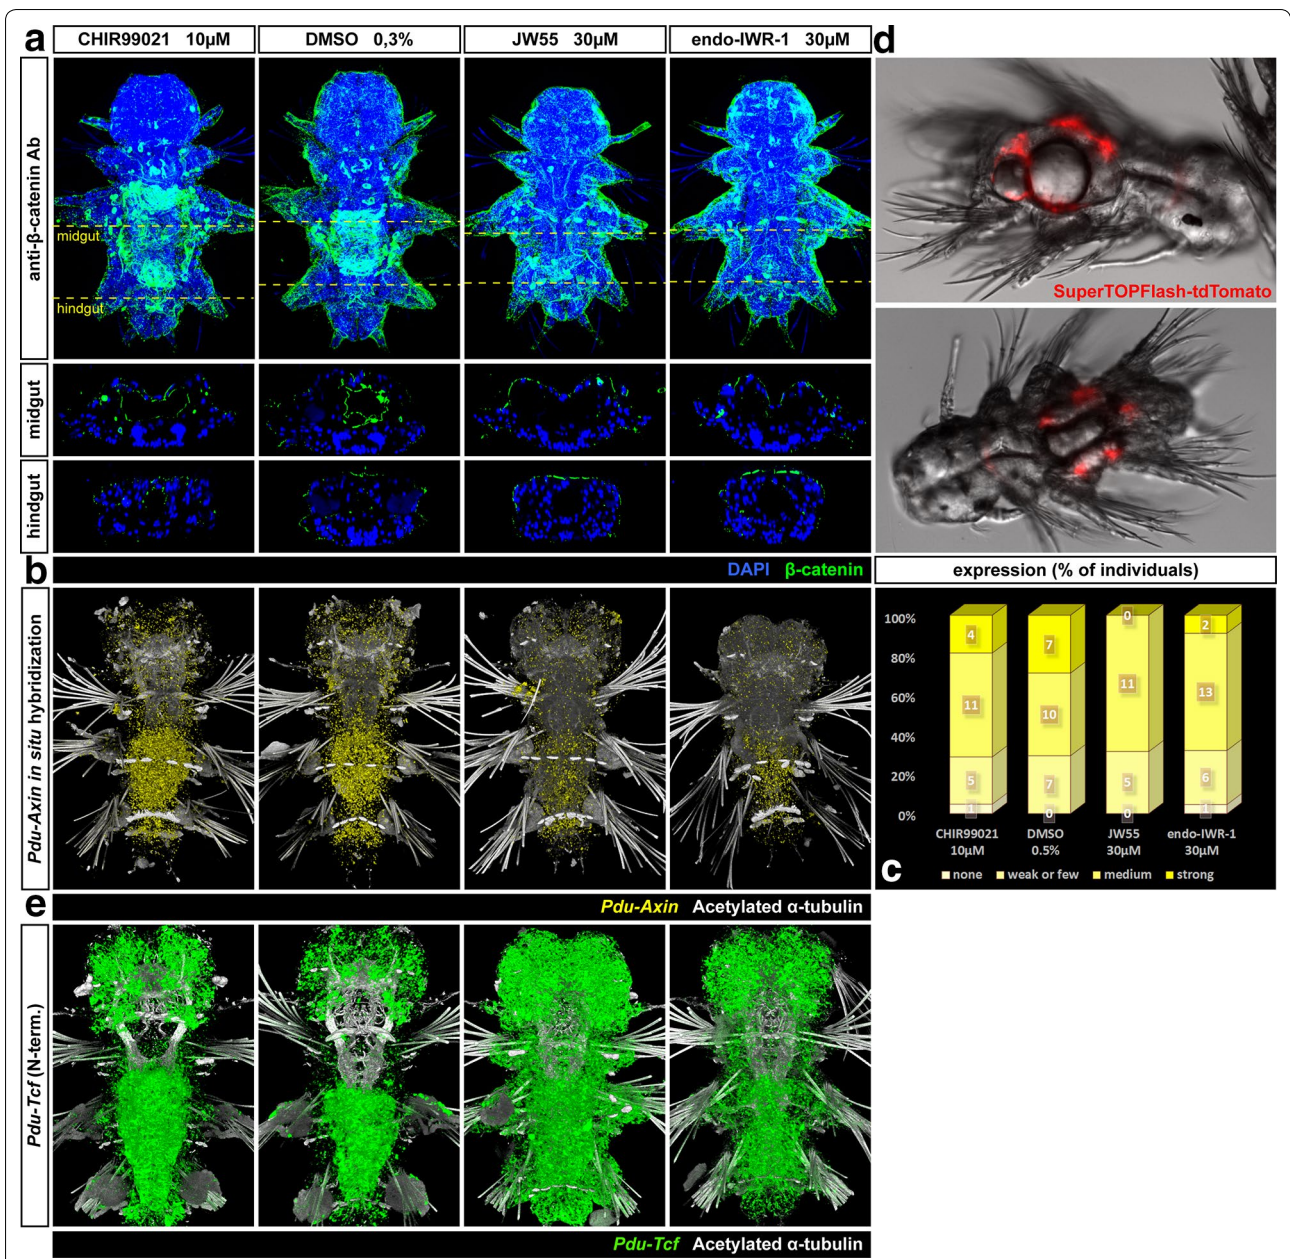 a
CHIR99021 10µM
DMSO 0,3%
JW55 30µM
endo-IWR-1 30µM
anti-β-catenin Ab
midgut
hindgut
midgut
hindgut
DAPI β-catenin
b
Pdu-Axin in situ hybridization
Pdu-Axin Acetylated α-tubulin
d
SuperTOPFlash-tdTomato
expression (% of individuals)
100%
80%
60%
40%
20%
0%
4 7 0 2
11 10 11 13
5 7 5 6
1 0 0 1
CHIR99021 DMSO JW55 endo-IWR-1
10µM 0.5% 30µM 30µM
c
none weak or few medium strong
e
Pdu-Tcf (N-term.)
Pdu-Tcf Acetylated α-tubulin